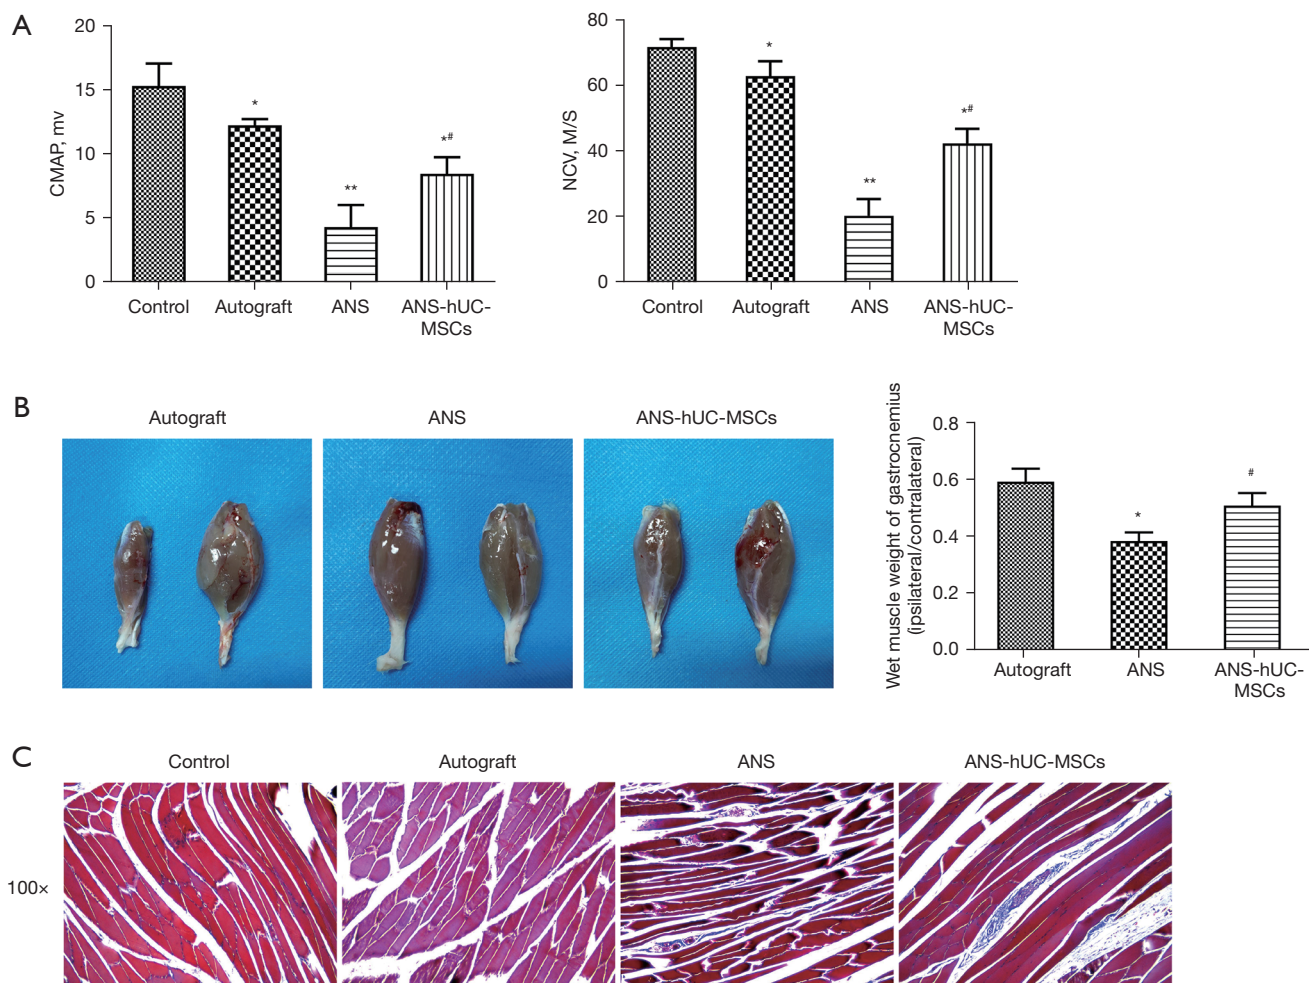 A
20
15
10
5
0
CMAP, mv
*
**
*#
Control
Autograft
ANS
ANS-hUC-
MSCs
80
60
40
20
0
NCV, M/S
*
**
*#
Control
Autograft
ANS
ANS-hUC-
MSCs
B
Autograft
ANS
ANS-hUC-MSCs
Wet muscle weight of gastrocnemius
(ipsilateral/contralateral)
0.8
0.6
0.4
0.2
0.0
*
#
Autograft
ANS
ANS-hUC-
MSCs
C
Control
Autograft
ANS
ANS-hUC-MSCs
100×